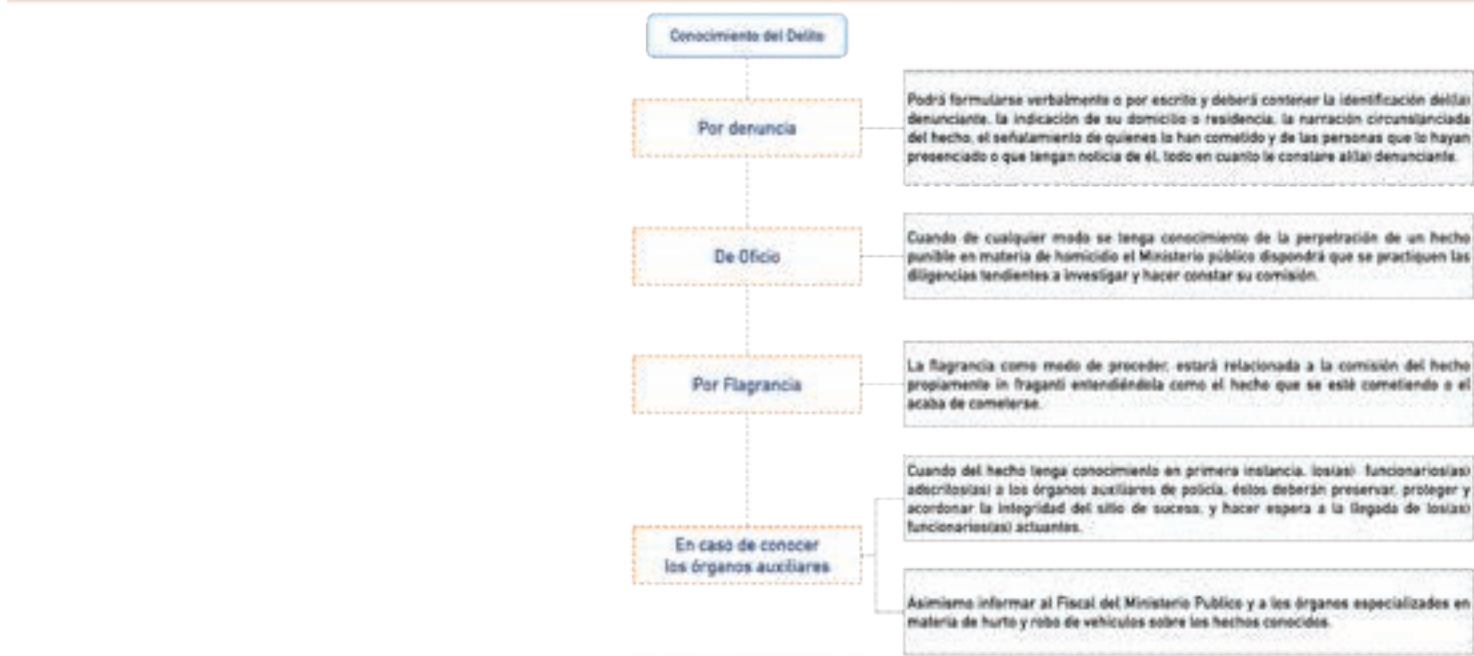 Conocimiento del Delito
Por denuncia
Podrá formularse verbalmente o por escrito y deberá contener la identificación del(la)
denunciante, la indicación de su domicilio o residencia, la narración circunstanciada
del hecho, el señalamiento de quienes lo han cometido y de las personas que lo hayan
presenciado o que tengan noticia de él, todo en cuanto le constare al(la) denunciante.
De Oficio
Cuando de cualquier modo se tenga conocimiento de la perpetración de un hecho
punible en materia de homicidio el Ministerio público dispondrá que se practiquen las
diligencias tendientes a investigar y hacer constar su comisión.
Por Flagrancia
La flagrancia como modo de proceder, estará relacionada a la comisión del hecho
propiamente in fraganti entendiéndola como el hecho que se esté cometiendo o el
acaba de cometerse.
En caso de conocer
los órganos auxiliares
Cuando del hecho tenga conocimiento en primera instancia, los(as) funcionarios(as)
adscritos(as) a los órganos auxiliares de policía, éstos deberán preservar, proteger y
acordonar la integridad del sitio de suceso, y hacer espera a la llegada de los(as)
funcionarios(as) actuantes.
Asimismo informar al Fiscal del Ministerio Publico y a los órganos especializados en
materia de hurto y robo de vehículos sobre los hechos conocidos.